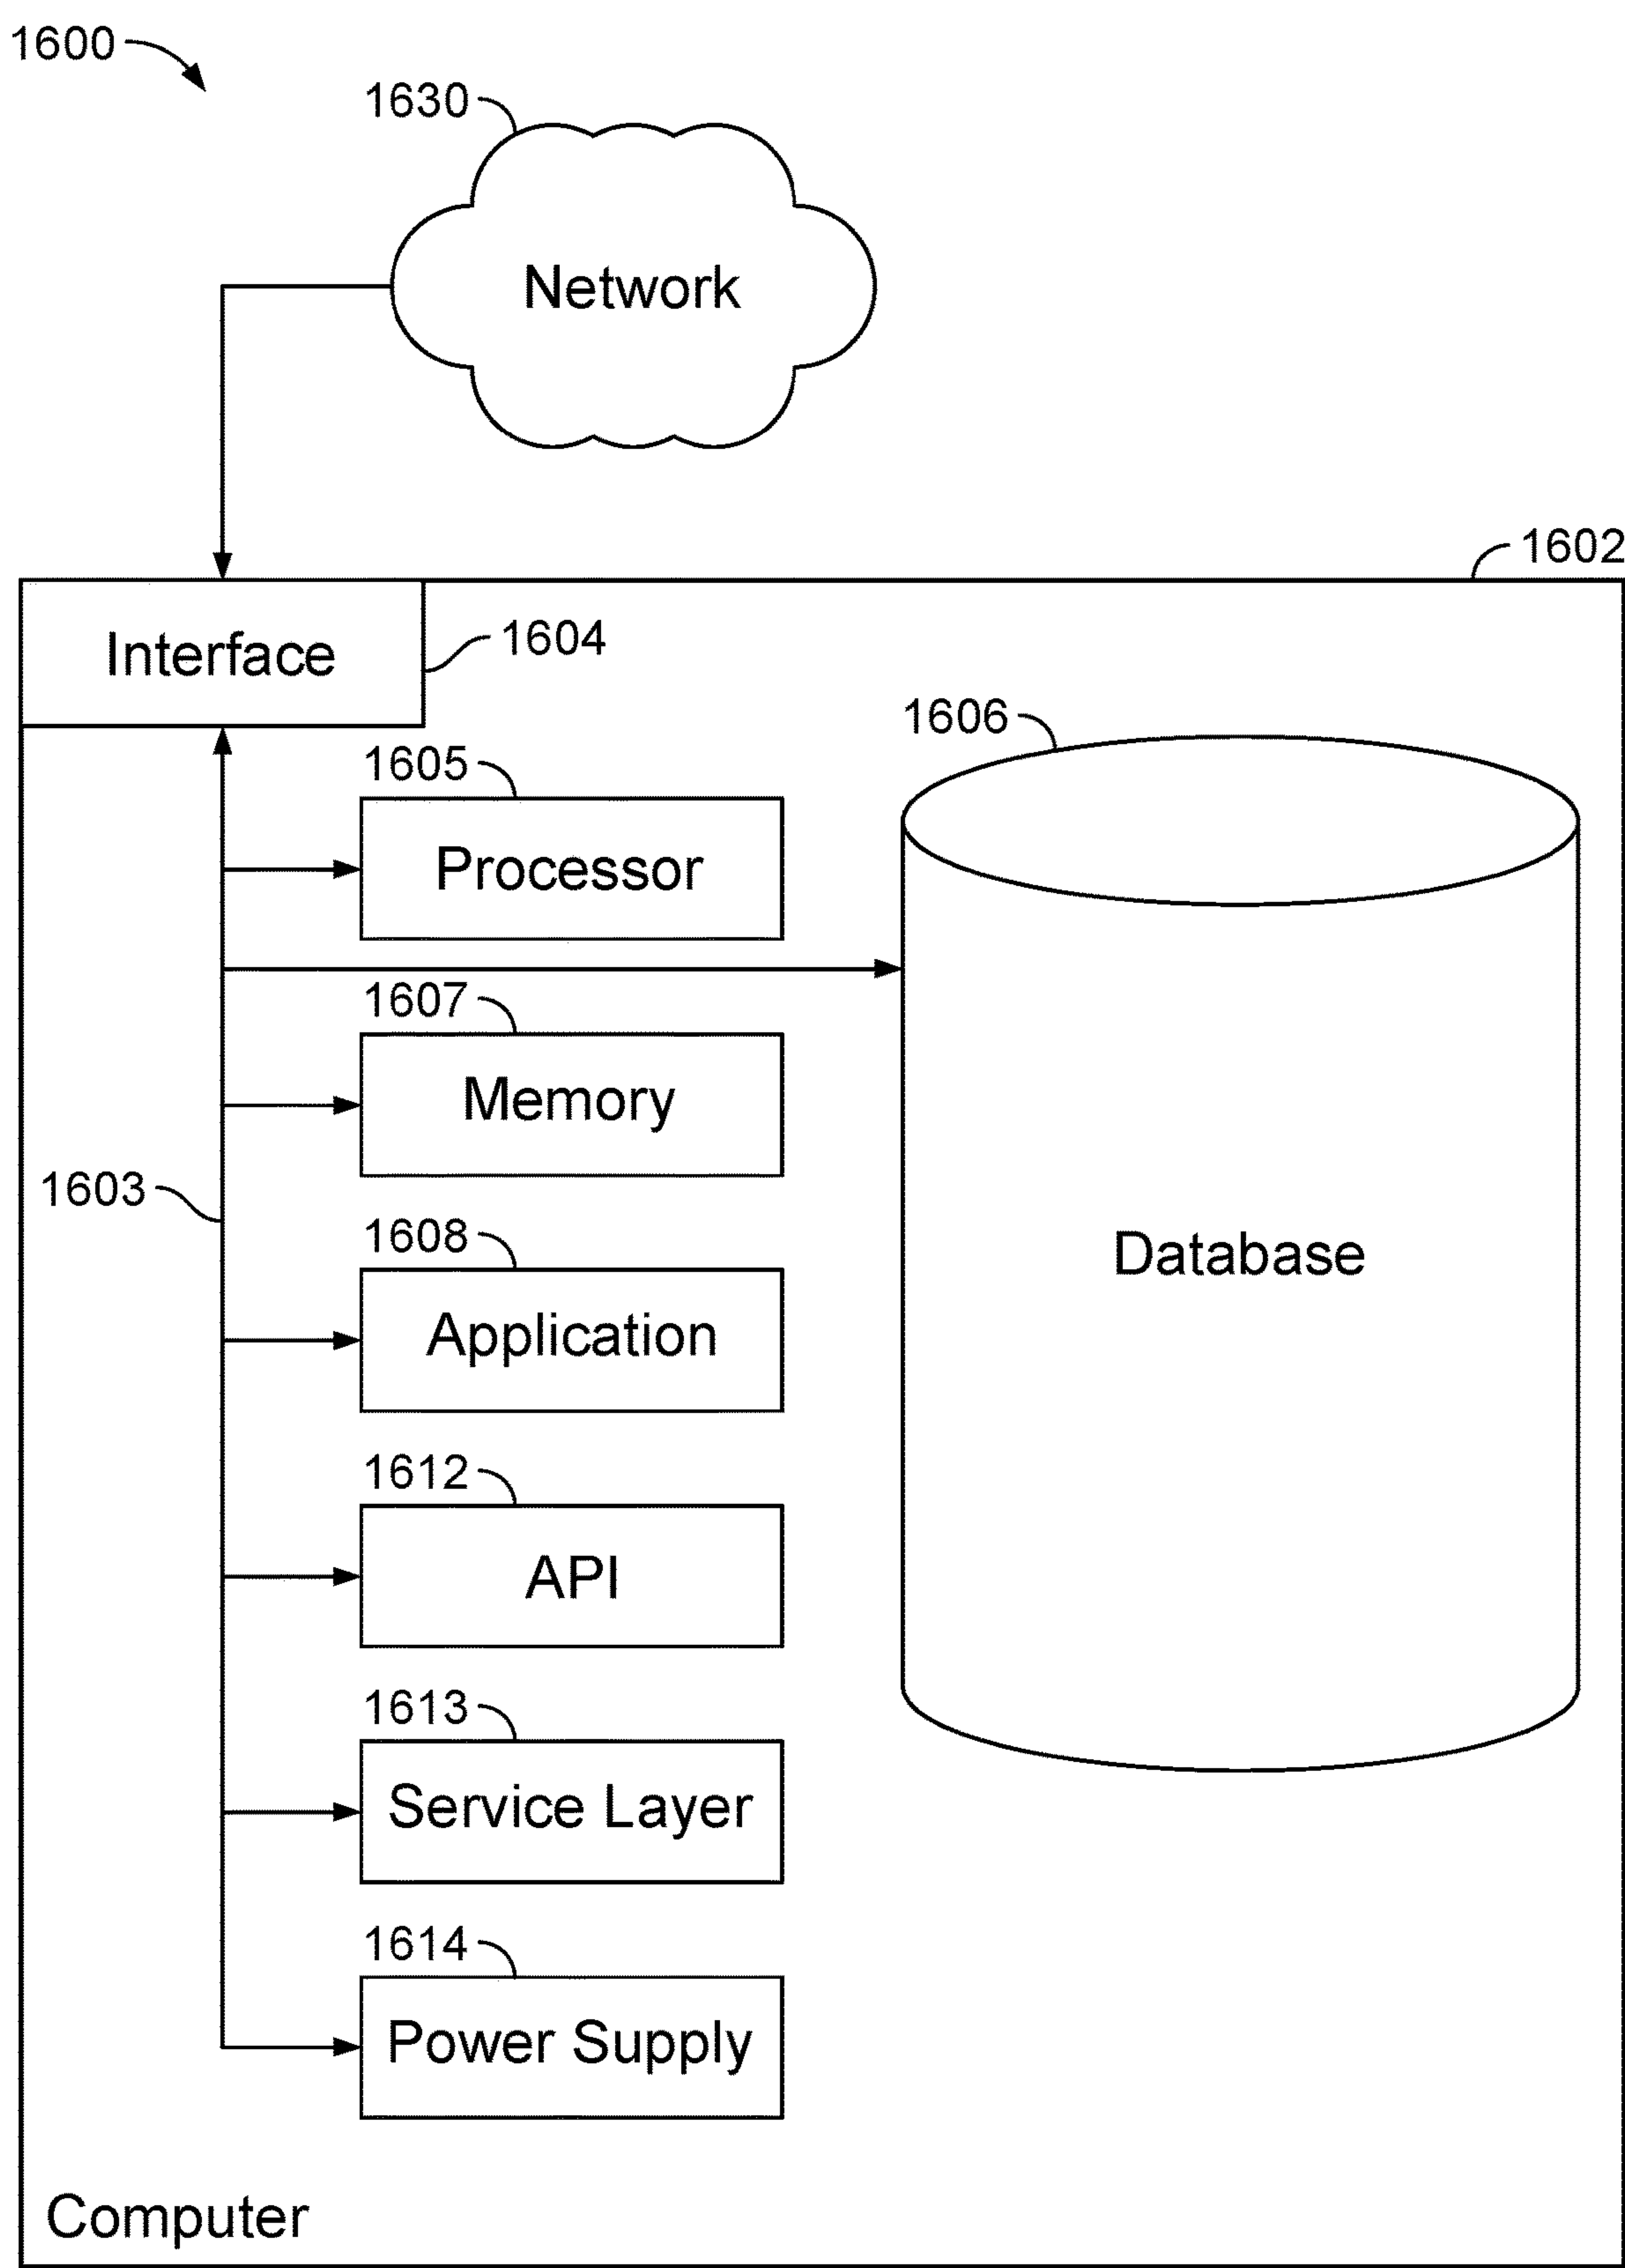 1600
1630
Network
1602
Interface
1604
1606
1605
Processor
1607
Memory
1603
Database
1608
Application
1612
API
1613
Service Layer
1614
Power Supply
Computer